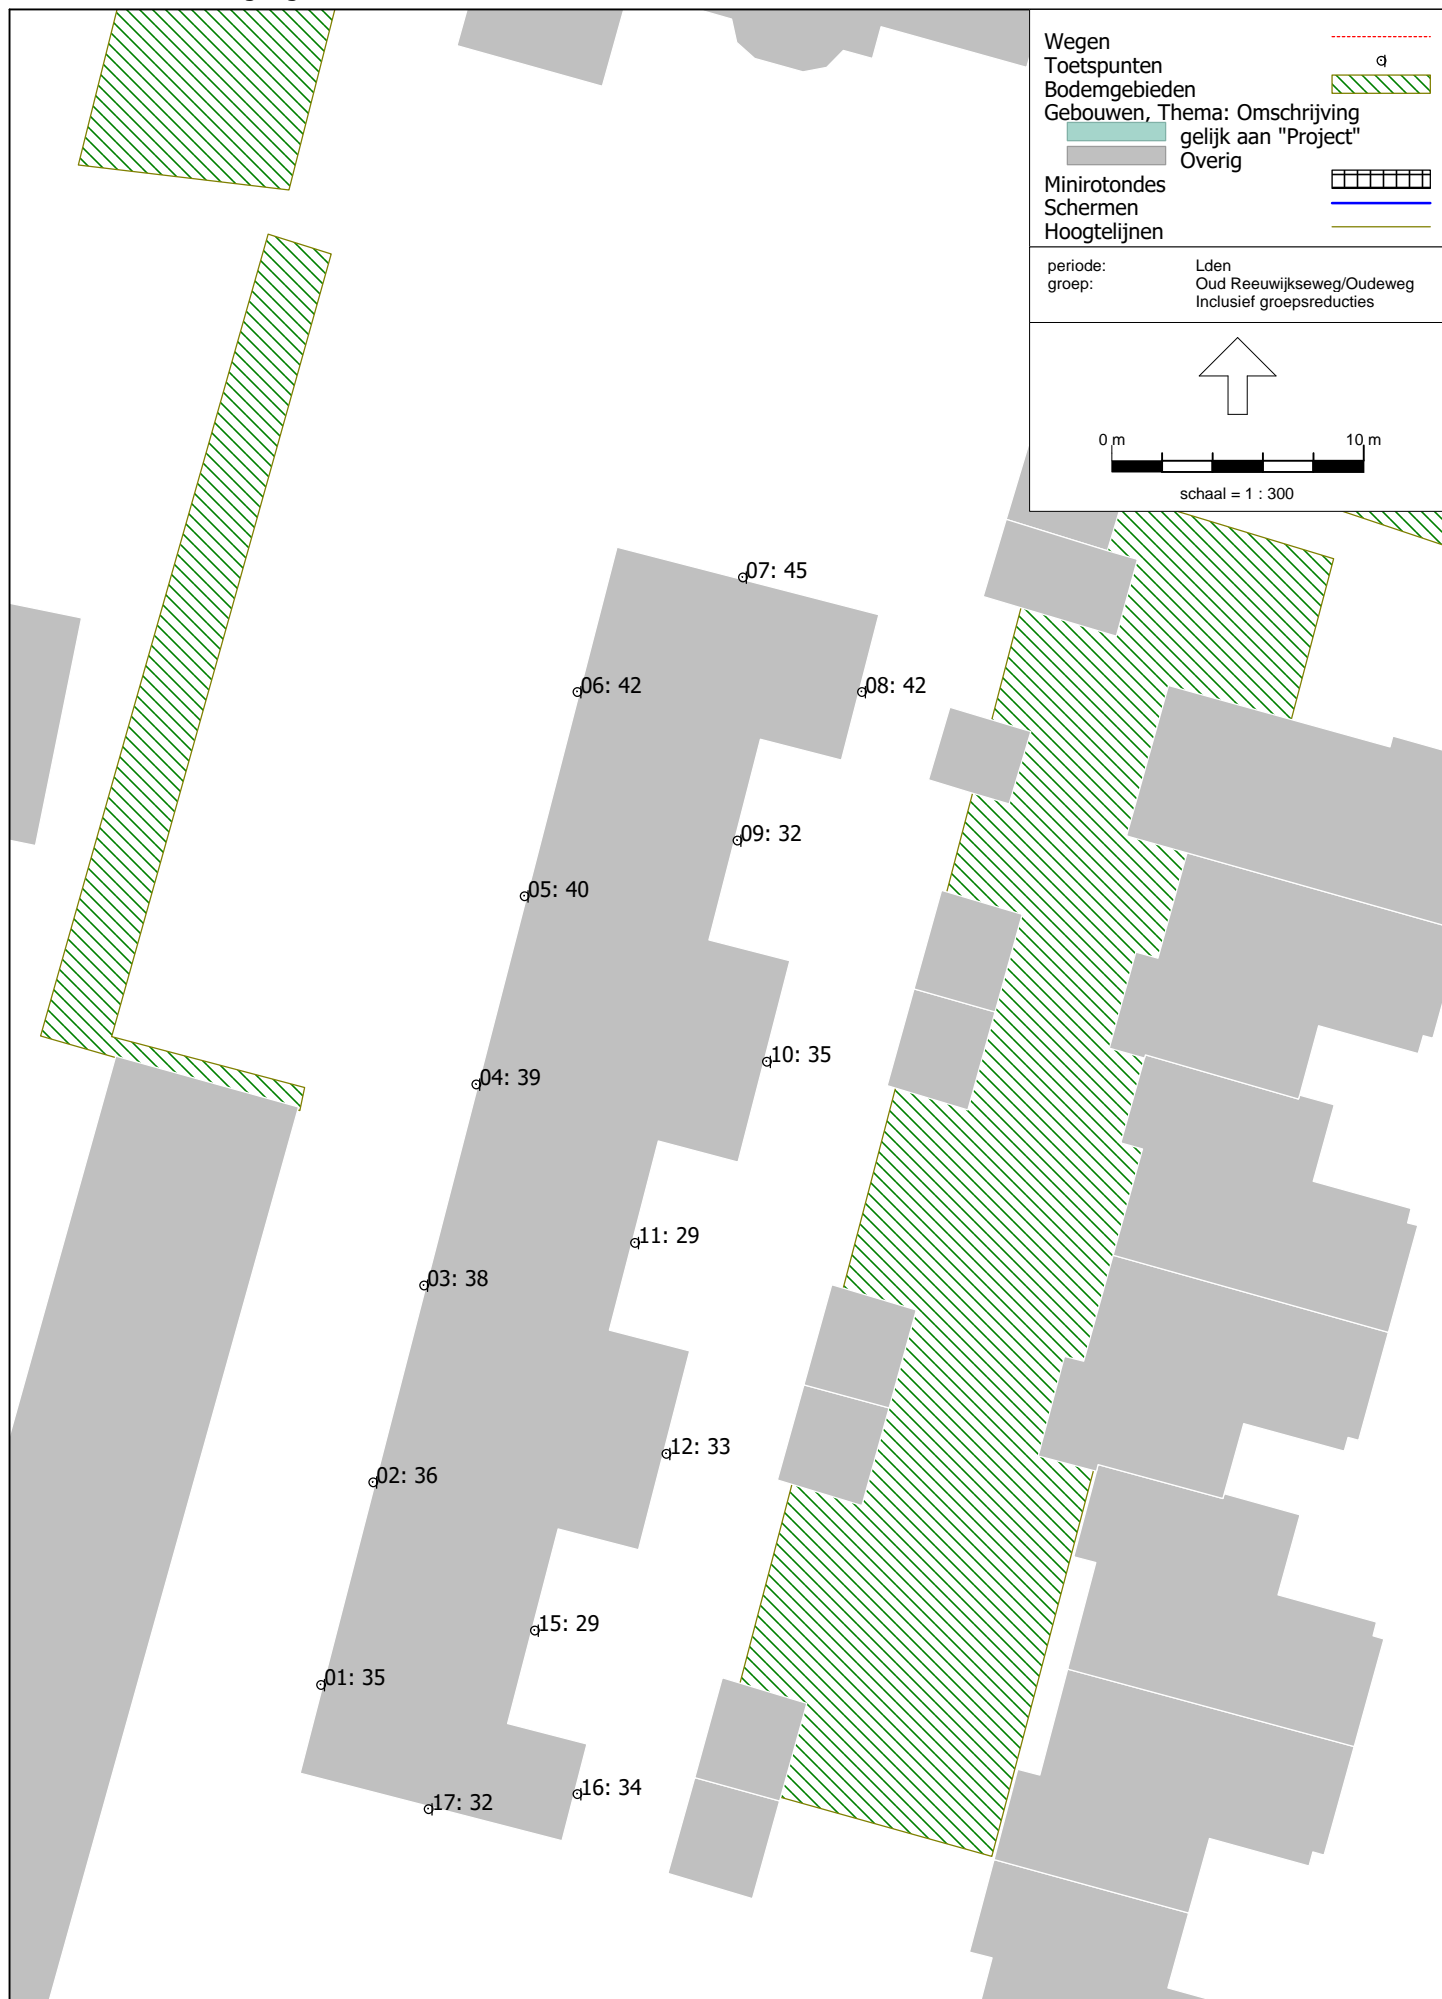 Wegen
Toetspunten
Bodemgebieden
Gebouwen, Thema: Omschrijving
gelijk aan "Project"
Overig
Minirotondes
Schermen
Hoogtelijnen
periode: Lden
groep: Oud Reeuwijkseweg/Oudeweg
Inclusief groepsreducties
0 m 10 m
schaal = 1 : 300
07: 45
06: 42
08: 42
09: 32
05: 40
10: 35
04: 39
11: 29
03: 38
12: 33
02: 36
15: 29
01: 35
16: 34
17: 32